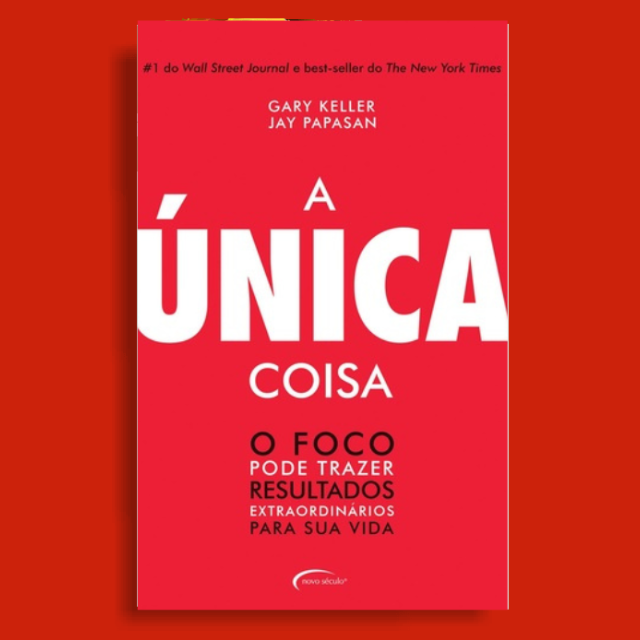 #1 do Wall Street Journal e best-seller do The New York Times
GARY KELLER
JAY PAPASAN
A
ÚNICA
COISA
O FOCO
PODE TRAZER
RESULTADOS
EXTRAORDINÁRIOS
PARA SUA VIDA
novo século®